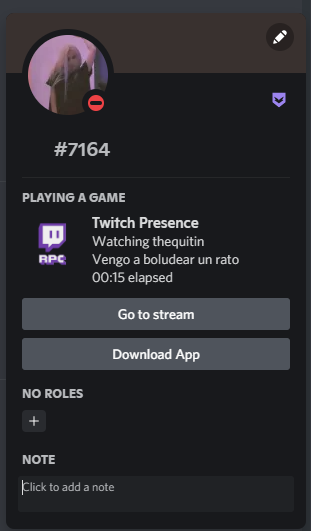 #7164
PLAYING A GAME
Twitch Presence
RPC
Watching thequitin
Vengo a boludear un rato
00:15 elapsed
Go to stream
Download App
NO ROLES
+
NOTE
Click to add a note